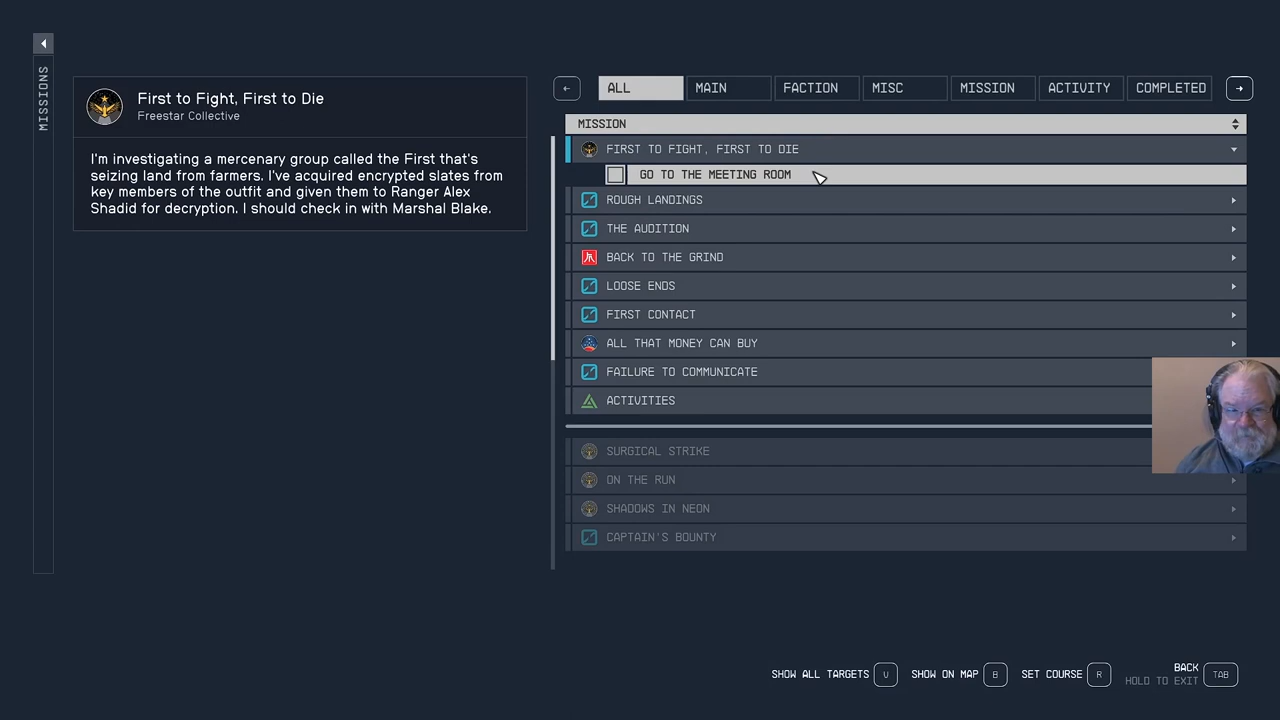 MISSIONS
First to Fight, First to Die
Freestar Collective
I'm investigating a mercenary group called the First that's
seizing land from farmers. I've acquired encrypted slates from
key members of the outfit and given them to Ranger Alex
Shadid for decryption. I should check in with Marshal Blake.
ALL MAIN FACTION MISC MISSION ACTIVITY COMPLETED
MISSION
FIRST TO FIGHT, FIRST TO DIE
GO TO THE MEETING ROOM
ROUGH LANDINGS
THE AUDITION
BACK TO THE GRIND
LOOSE ENDS
FIRST CONTACT
ALL THAT MONEY CAN BUY
FAILURE TO COMMUNICATE
ACTIVITIES
SURGICAL STRIKE
ON THE RUN
SHADOWS IN NEON
CAPTAIN'S BOUNTY
SHOW ALL TARGETS V SHOW ON MAP B SET COURSE R BACK TAB
HOLD TO EXIT